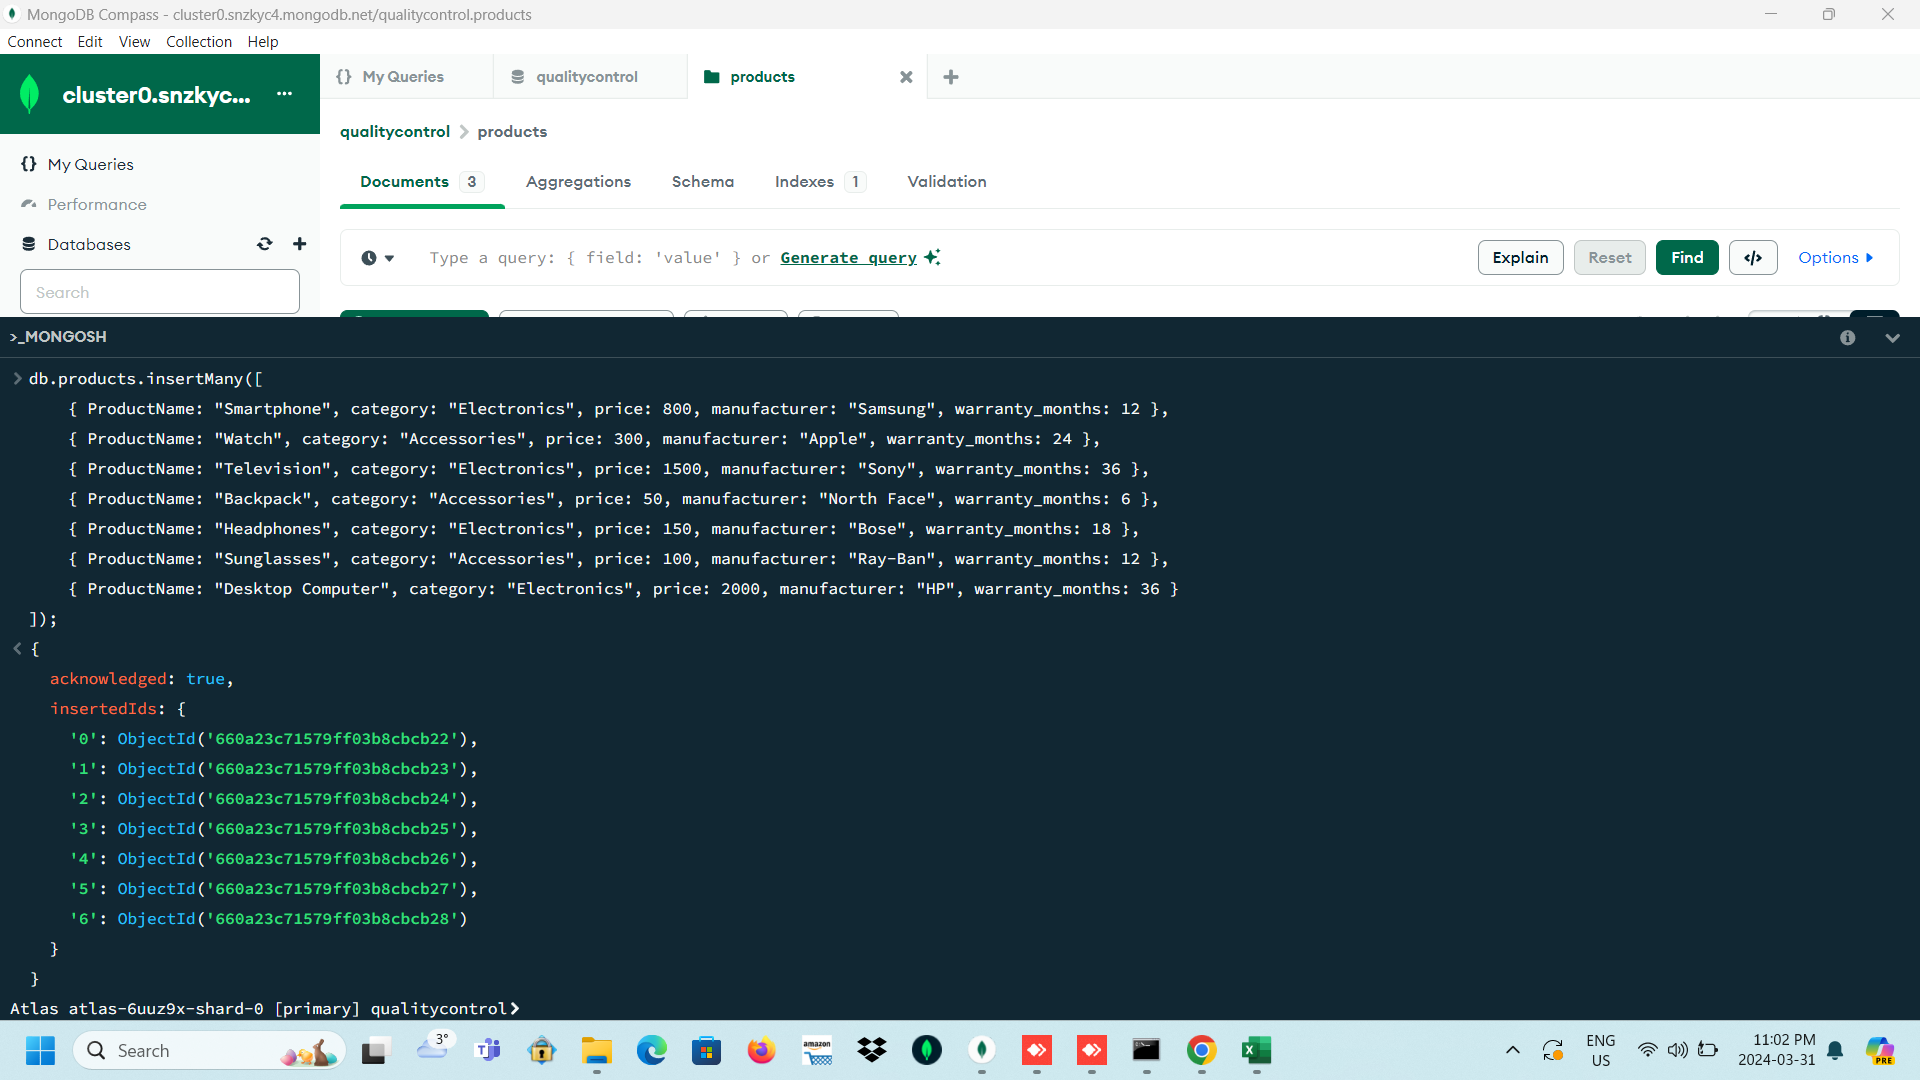 MongoDB Compass - cluster0.snzkyc4.mongodb.net/qualitycontrol.products
Connect Edit View Collection Help
cluster0.snzkyc... ...
{} My Queries
qualitycontrol
products
qualitycontrol > products
{} My Queries
Performance
Databases
Search
Documents 3 Aggregations Schema Indexes 1 Validation
Type a query: { field: 'value' } or Generate query
Explain Reset Find </> Options
>_MONGOSH
> db.products.insertMany([
{ ProductName: "Smartphone", category: "Electronics", price: 800, manufacturer: "Samsung", warranty_months: 12 },
{ ProductName: "Watch", category: "Accessories", price: 300, manufacturer: "Apple", warranty_months: 24 },
{ ProductName: "Television", category: "Electronics", price: 1500, manufacturer: "Sony", warranty_months: 36 },
{ ProductName: "Backpack", category: "Accessories", price: 50, manufacturer: "North Face", warranty_months: 6 },
{ ProductName: "Headphones", category: "Electronics", price: 150, manufacturer: "Bose", warranty_months: 18 },
{ ProductName: "Sunglasses", category: "Accessories", price: 100, manufacturer: "Ray-Ban", warranty_months: 12 },
{ ProductName: "Desktop Computer", category: "Electronics", price: 2000, manufacturer: "HP", warranty_months: 36 }
]);
< {
acknowledged: true,
insertedIds: {
'0': ObjectId('660a23c71579ff03b8cbcb22'),
'1': ObjectId('660a23c71579ff03b8cbcb23'),
'2': ObjectId('660a23c71579ff03b8cbcb24'),
'3': ObjectId('660a23c71579ff03b8cbcb25'),
'4': ObjectId('660a23c71579ff03b8cbcb26'),
'5': ObjectId('660a23c71579ff03b8cbcb27'),
'6': ObjectId('660a23c71579ff03b8cbcb28')
}
}
Atlas atlas-6uuz9x-shard-0 [primary] qualitycontrol>
Search
3°
amazon
ENG
US
11:02 PM
2024-03-31
PRE